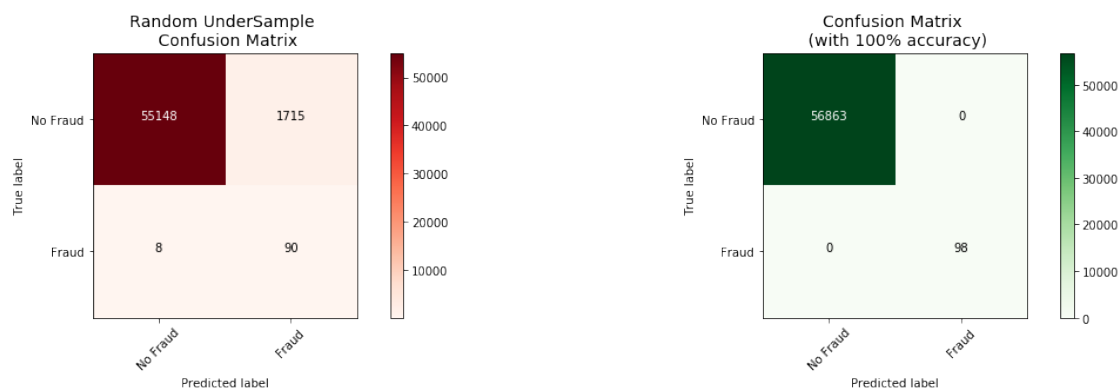 Random UnderSample
Confusion Matrix
50000
40000
30000
20000
10000
No Fraud
Fraud
True label
55148
1715
8
90
No Fraud
Fraud
Predicted label
Confusion Matrix
(with 100% accuracy)
50000
40000
30000
20000
10000
0
No Fraud
Fraud
True label
56863
0
0
98
No Fraud
Fraud
Predicted label